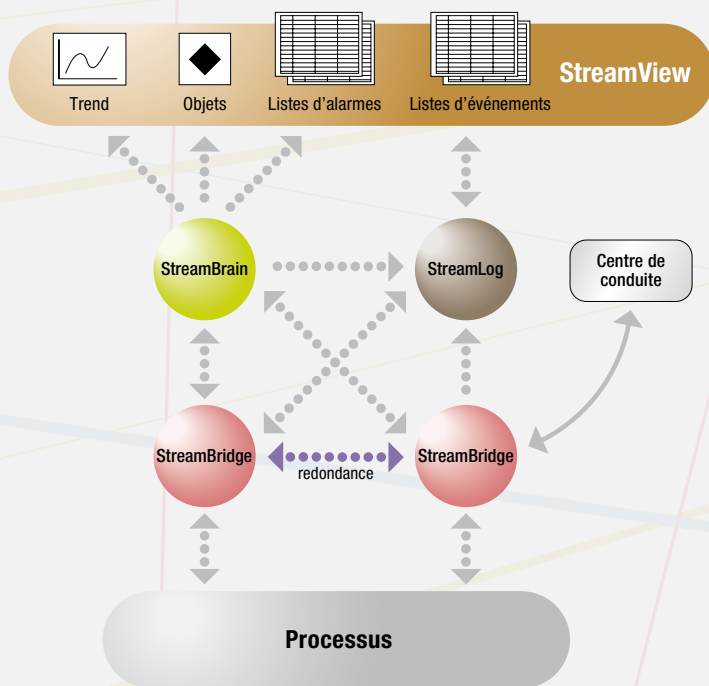 StreamView
Trend
Objets
Listes d'alarmes
Listes d'événements
StreamBrain
StreamLog
Centre de
conduite
StreamBridge
redondance
StreamBridge
Processus